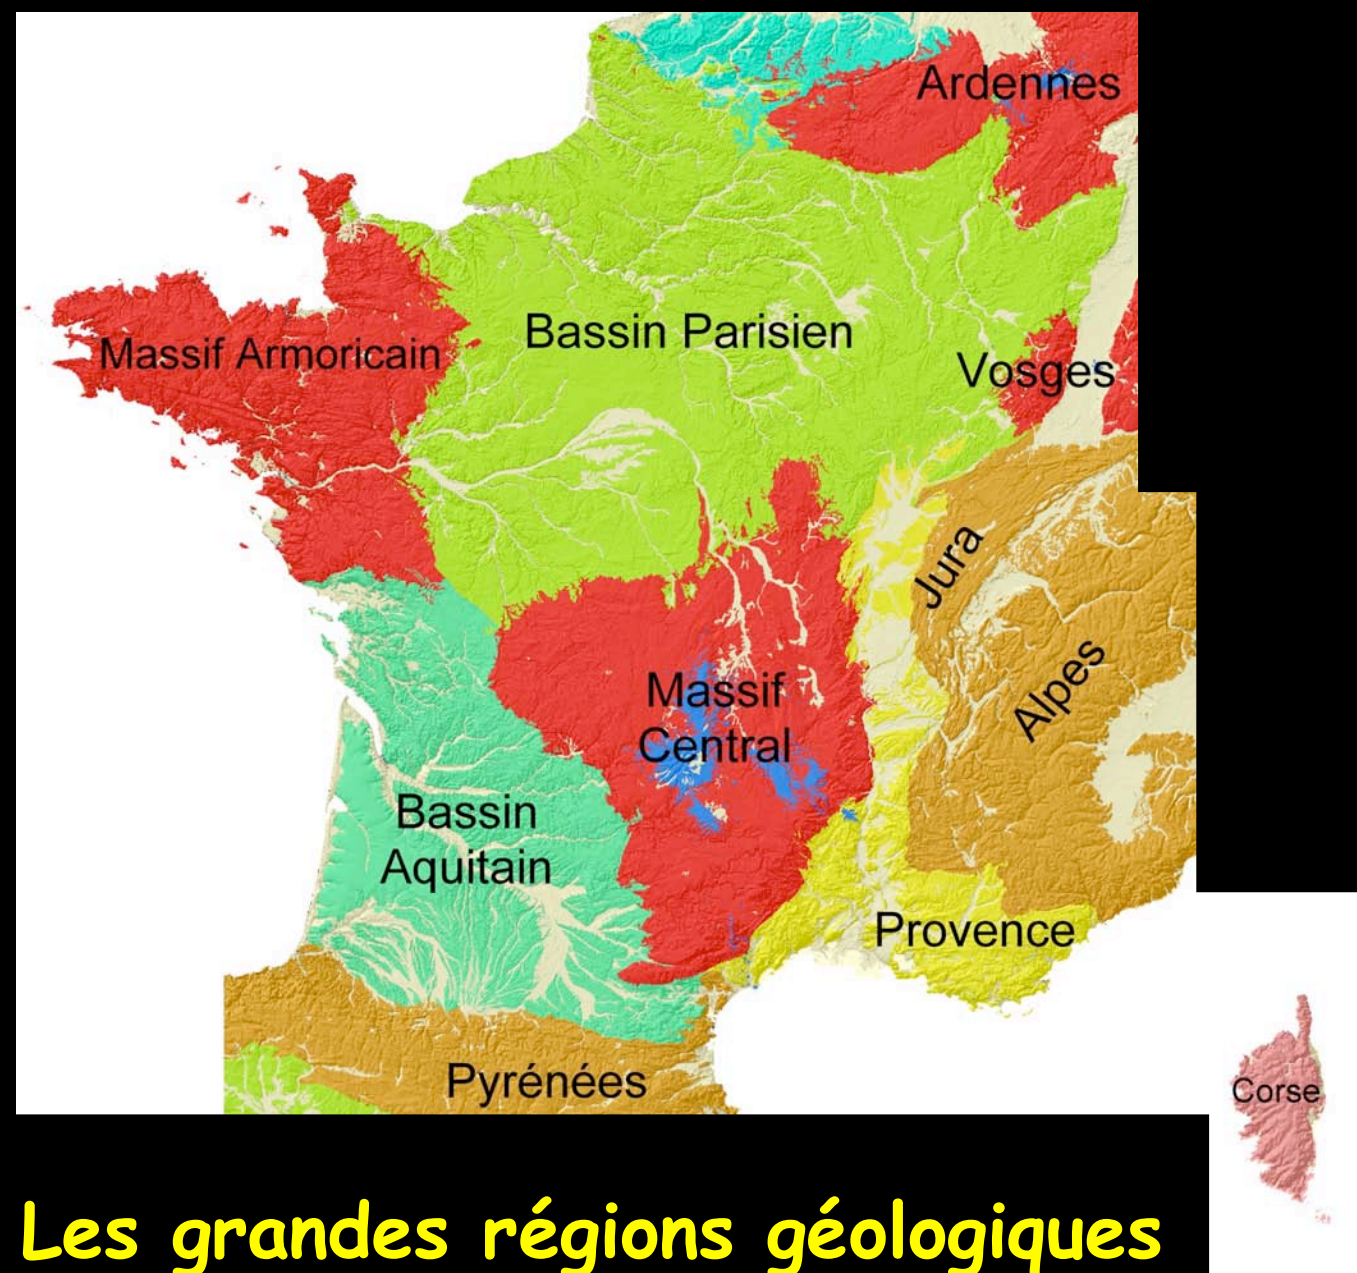 Ardennes
Bassin Parisien
Massif Armoricain
Vosges
Jura
Alpes
Massif
Central
Bassin
Aquitain
Provence
Pyrénées
Corse
Les grandes régions géologiques